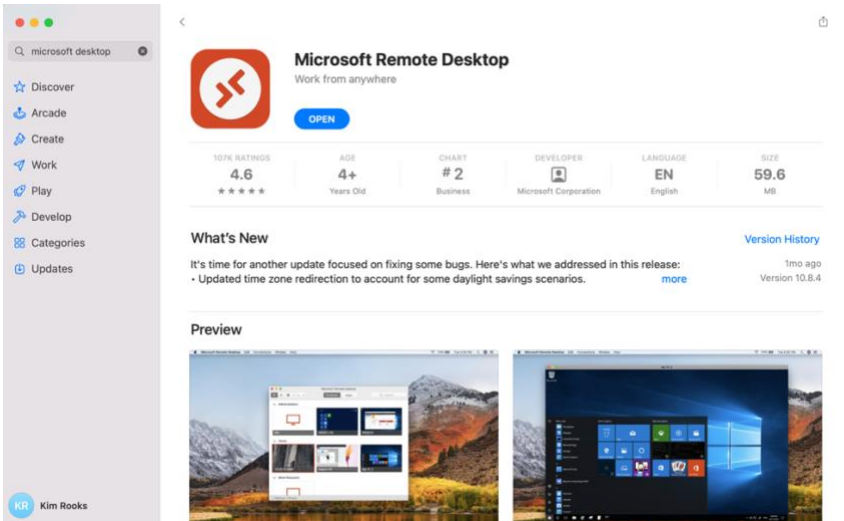 microsoft desktop
Discover
Arcade
Create
Work
Play
Develop
Categories
Updates
KR Kim Rooks
Microsoft Remote Desktop
Work from anywhere
OPEN
107K RATINGS
4.6
AGE
4+
Years Old
CHART
#2
Business
DEVELOPER
Microsoft Corporation
LANGUAGE
EN
English
SIZE
59.6
MB
What's New
Version History
It's time for another update focused on fixing some bugs. Here's what we addressed in this release:
1mo ago
• Updated time zone redirection to account for some daylight savings scenarios.
more
Version 10.8.4
Preview